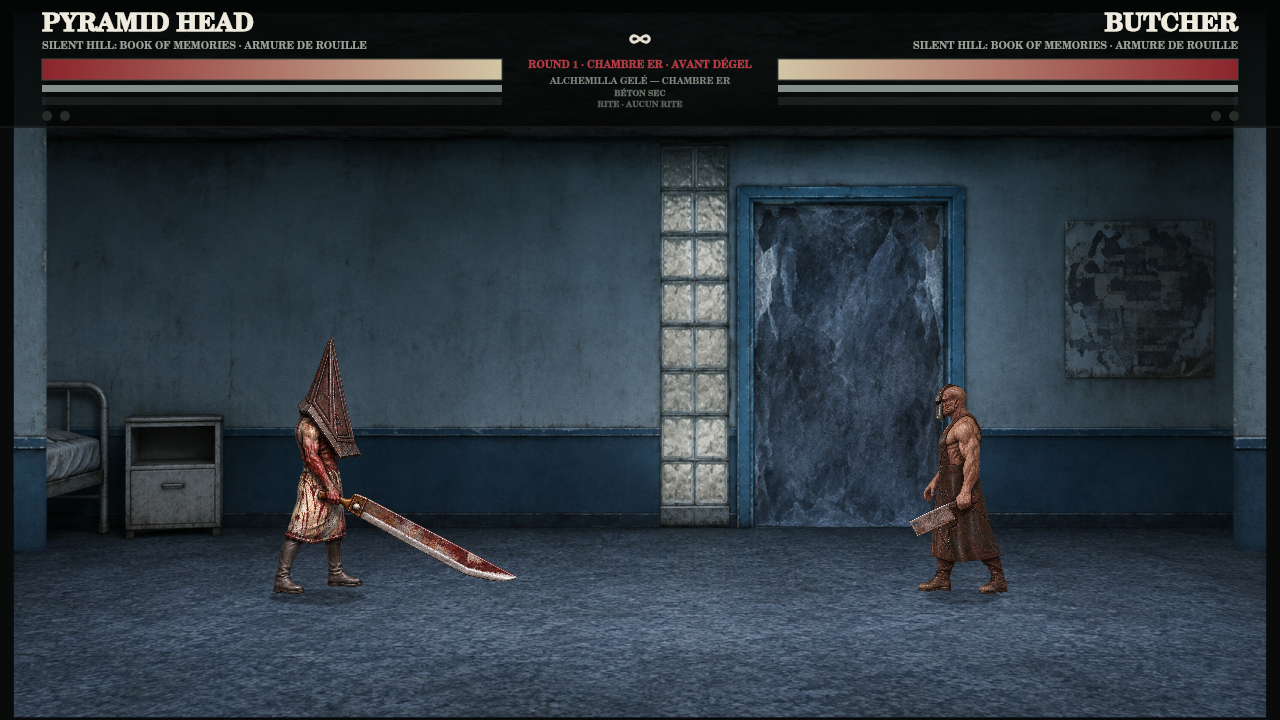 PYRAMID HEAD
SILENT HILL: BOOK OF MEMORIES · ARMURE DE ROUILLE
∞
ROUND 1 · CHAMBRE ER · AVANT DÉGEL
ALCHEMILLA GELÉ — CHAMBRE ER
BÉTON SEC
RITE · AUCUN RITE
BUTCHER
SILENT HILL: BOOK OF MEMORIES · ARMURE DE ROUILLE